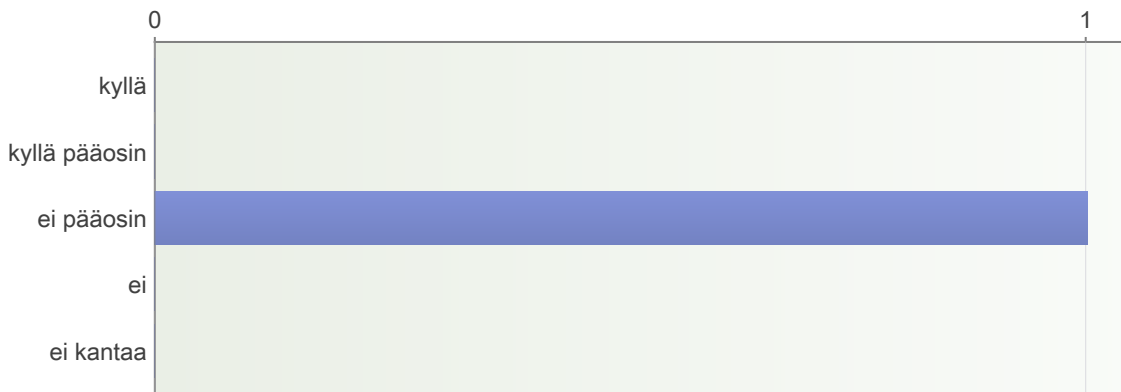 0 1
kyllä
kyllä pääosin
ei pääosin
ei
ei kantaa